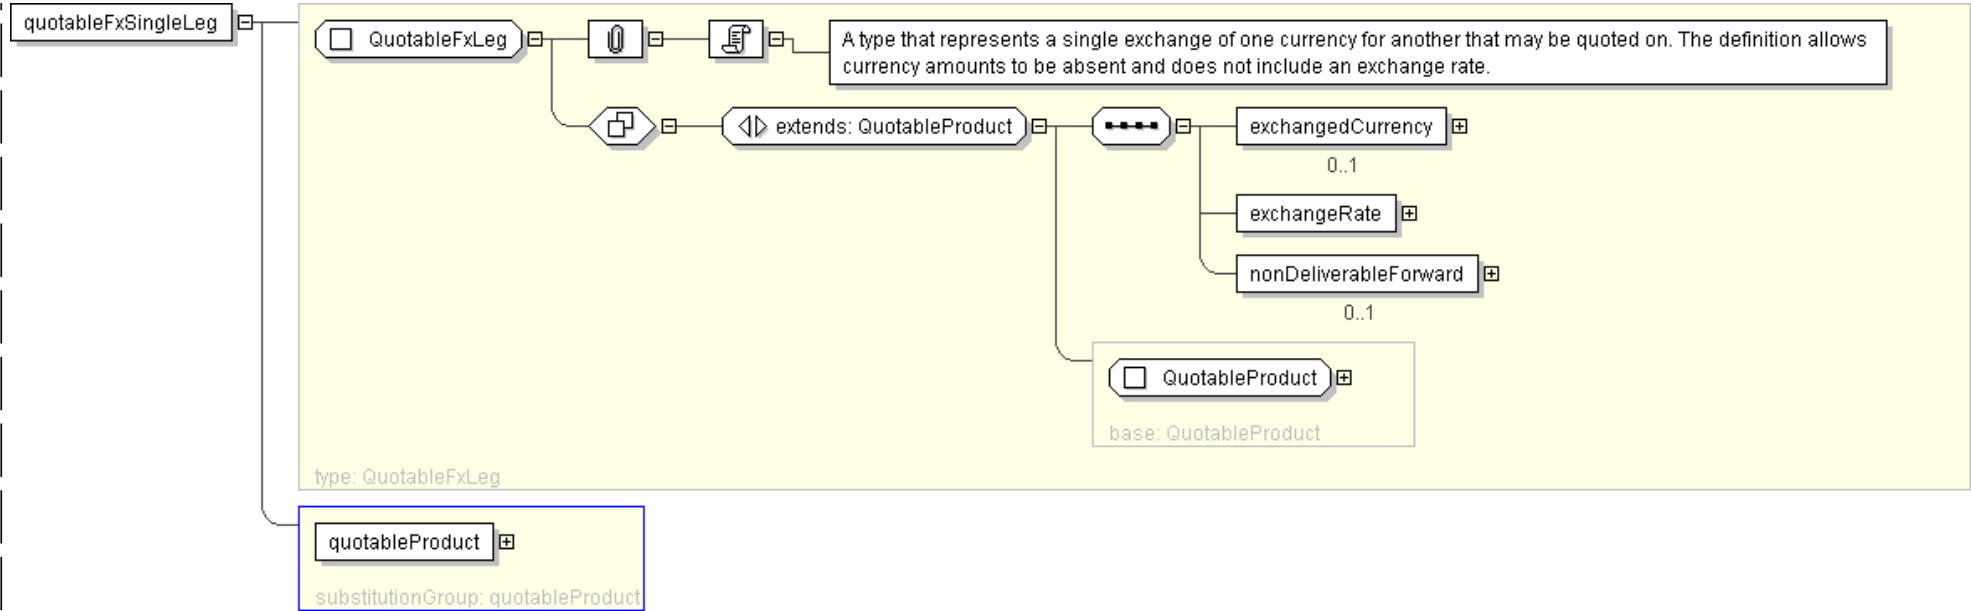 quotableFxSingleLeg
QuotableFxLeg
A type that represents a single exchange of one currency for another that may be quoted on. The definition allows
currency amounts to be absent and does not include an exchange rate.
extends: QuotableProduct
exchangedCurrency
0..1
exchangeRate
nonDeliverableForward
0..1
QuotableProduct
base: QuotableProduct
type: QuotableFxLeg
quotableProduct
substitutionGroup: quotableProduct